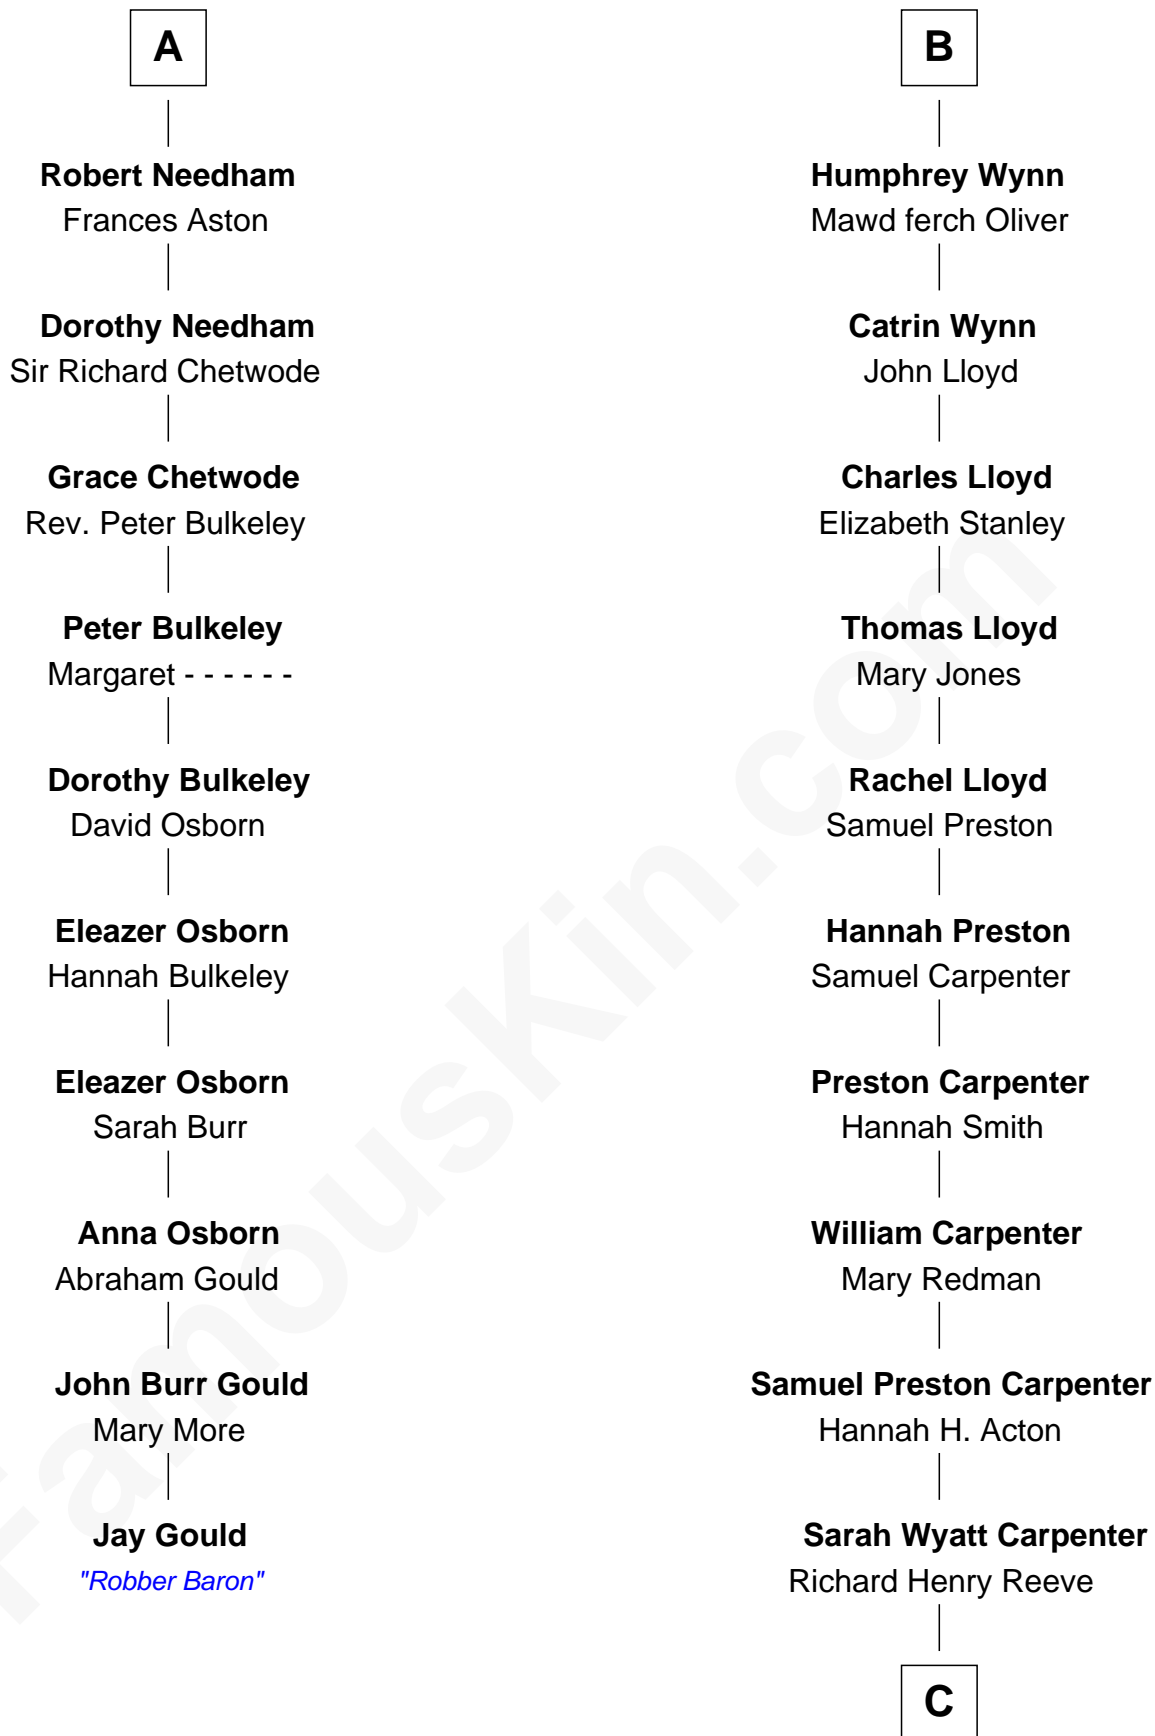 A
Robert Needham
Frances Aston
Dorothy Needham
Sir Richard Chetwode
Grace Chetwode
Rev. Peter Bulkeley
Peter Bulkeley
Margaret - - - - - -
Dorothy Bulkeley
David Osborn
Eleazer Osborn
Hannah Bulkeley
Eleazer Osborn
Sarah Burr
Anna Osborn
Abraham Gould
John Burr Gould
Mary More
Jay Gould
"Robber Baron"
B
Humphrey Wynn
Mawd ferch Oliver
Catrin Wynn
John Lloyd
Charles Lloyd
Elizabeth Stanley
Thomas Lloyd
Mary Jones
Rachel Lloyd
Samuel Preston
Hannah Preston
Samuel Carpenter
Preston Carpenter
Hannah Smith
William Carpenter
Mary Redman
Samuel Preston Carpenter
Hannah H. Acton
Sarah Wyatt Carpenter
Richard Henry Reeve
C
FamousKin.com